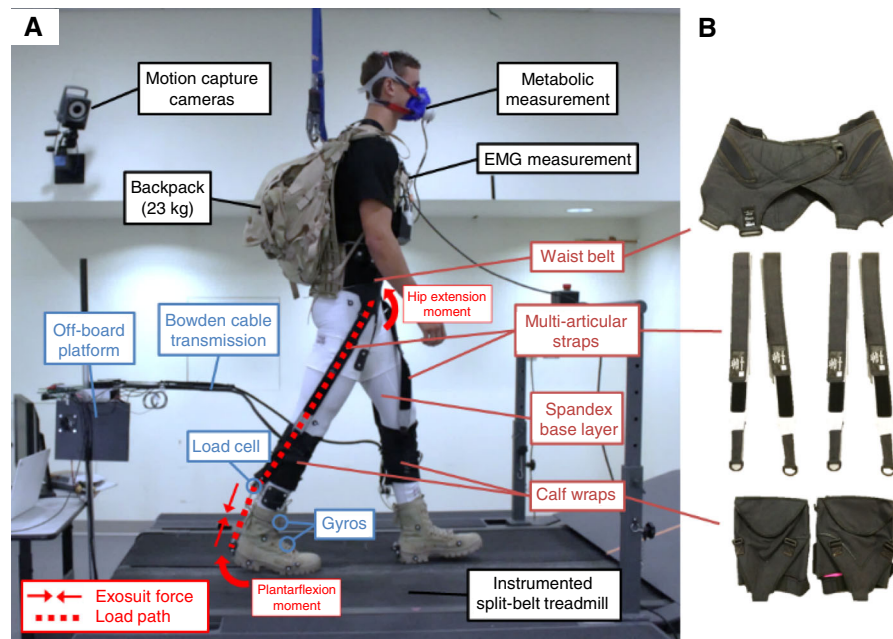 A
B
Motion capture
cameras
Metabolic
measurement
EMG measurement
Backpack
(23 kg)
Waist belt
Hip extension
moment
Off-board
platform
Bowden cable
transmission
Multi-articular
straps
Spandex
base layer
Load cell
Calf wraps
Gyros
Plantarflexion
moment
Instrumented
split-belt treadmill
Exosuit force
Load path